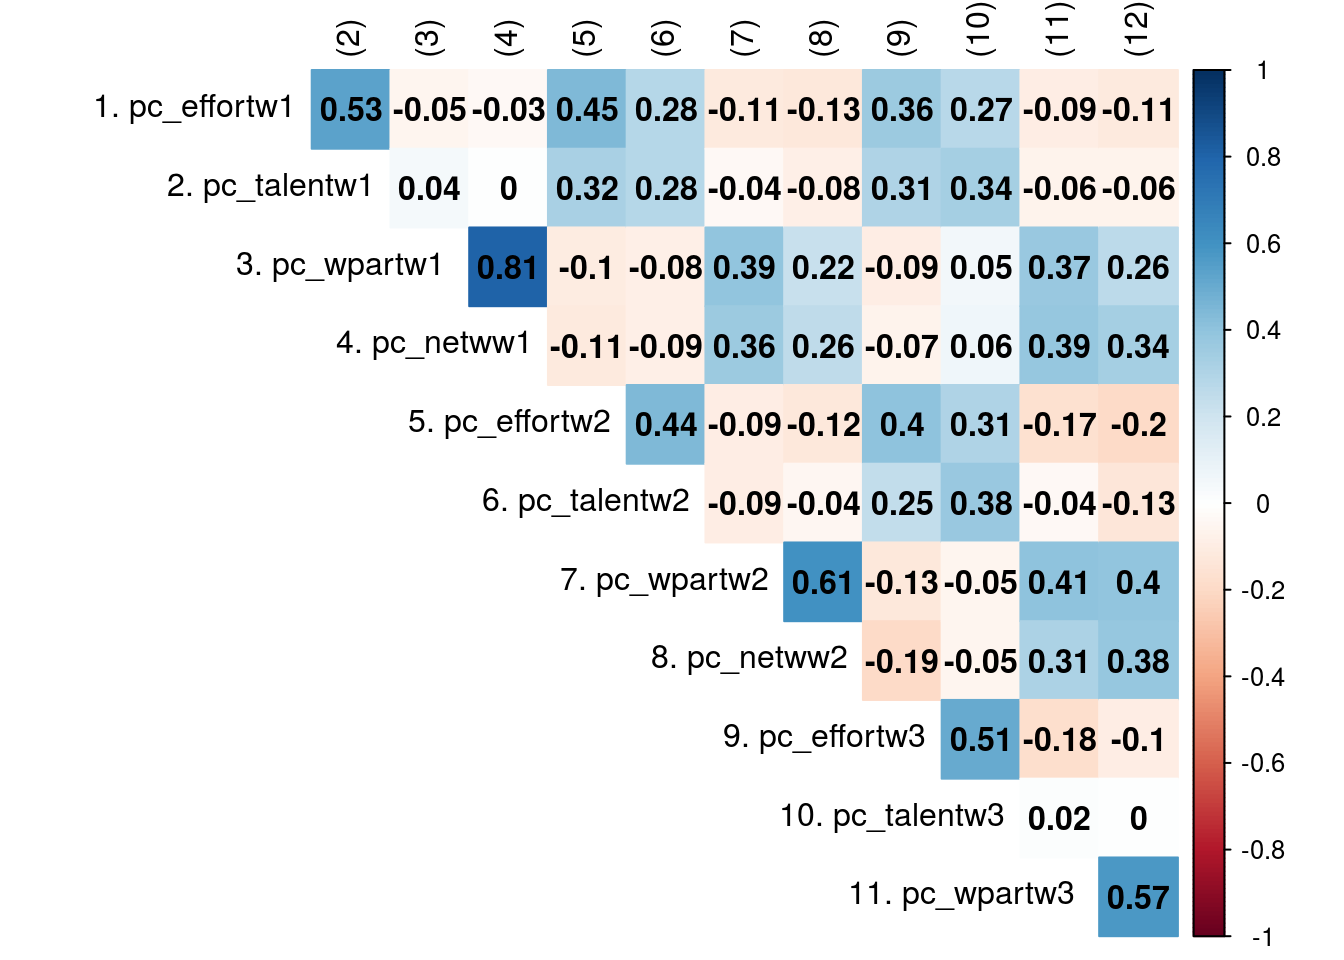 (2) (3) (4) (5) (6) (7) (8) (9) (10) (11) (12)
1. pc_effortw1 0.53 -0.05 -0.03 0.45 0.28 -0.11 -0.13 0.36 0.27 -0.09 -0.11
2. pc_talentw1 0.04 0 0.32 0.28 -0.04 -0.08 0.31 0.34 -0.06 -0.06
3. pc_wpartw1 0.81 -0.1 -0.08 0.39 0.22 -0.09 0.05 0.37 0.26
4. pc_netww1 -0.11 -0.09 0.36 0.26 -0.07 0.06 0.39 0.34
5. pc_effortw2 0.44 -0.09 -0.12 0.4 0.31 -0.17 -0.2
6. pc_talentw2 -0.09 -0.04 0.25 0.38 -0.04 -0.13
7. pc_wpartw2 0.61 -0.13 -0.05 0.41 0.4
8. pc_netww2 -0.19 -0.05 0.31 0.38
9. pc_effortw3 0.51 -0.18 -0.1
10. pc_talentw3 0.02 0
11. pc_wpartw3 0.57
1
0.8
0.6
0.4
0.2
0
-0.2
-0.4
-0.6
-0.8
-1